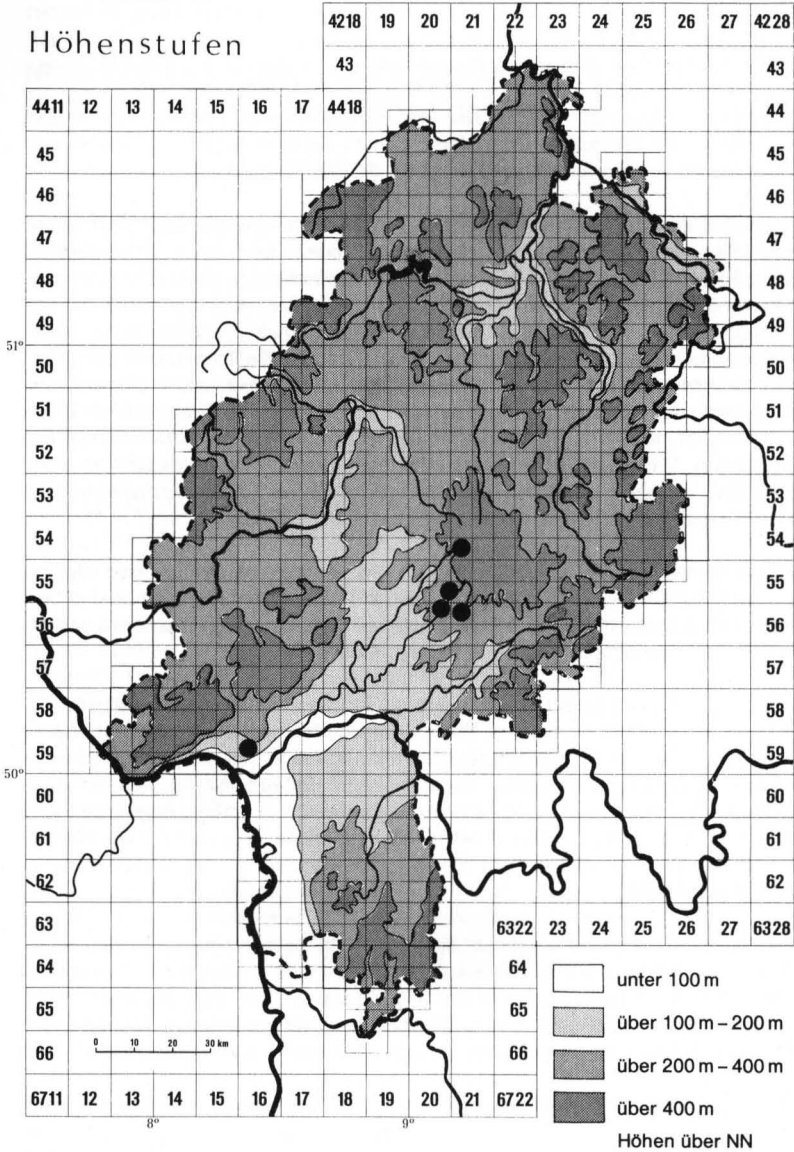 Höhenstufen
4218 19 20 21 22 23 24 25 26 27 4228
43 43
4411 12 13 14 15 16 17 4418 44
45 45
46 46
47 47
48 48
49 49
51°
50 50
51 51
52 52
53 53
54 54
55 55
56 56
57 57
58 58
59 59
50°
60 60
61 61
62 62
63 6322 23 24 25 26 27 6328
64 64
65 65
66 66
0 10 20 30 km
6711 12 13 14 15 16 17 18 19 20 21 6722
8° 9°
unter 100 m
über 100 m – 200 m
über 200 m – 400 m
über 400 m
Höhen über NN